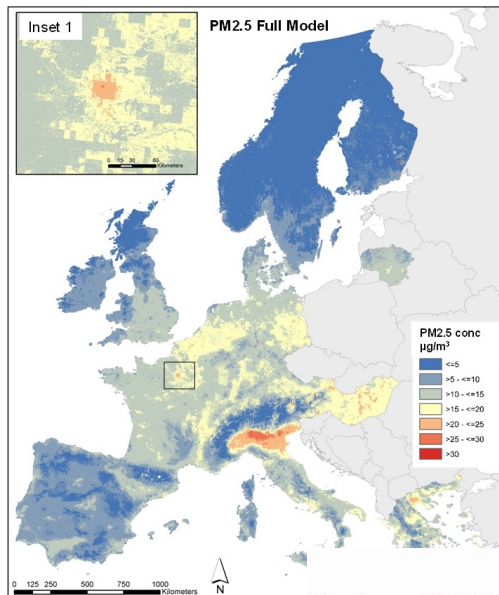 Inset 1
PM2.5 Full Model
0 15 30 60
Kilometers
PM2.5 conc
µg/m³
<=5
>5 - <=10
>10 - <=15
>15 - <=20
>20 - <=25
>25 - <=30
>30
0 125 250 500 750 1000
Kilometers
N